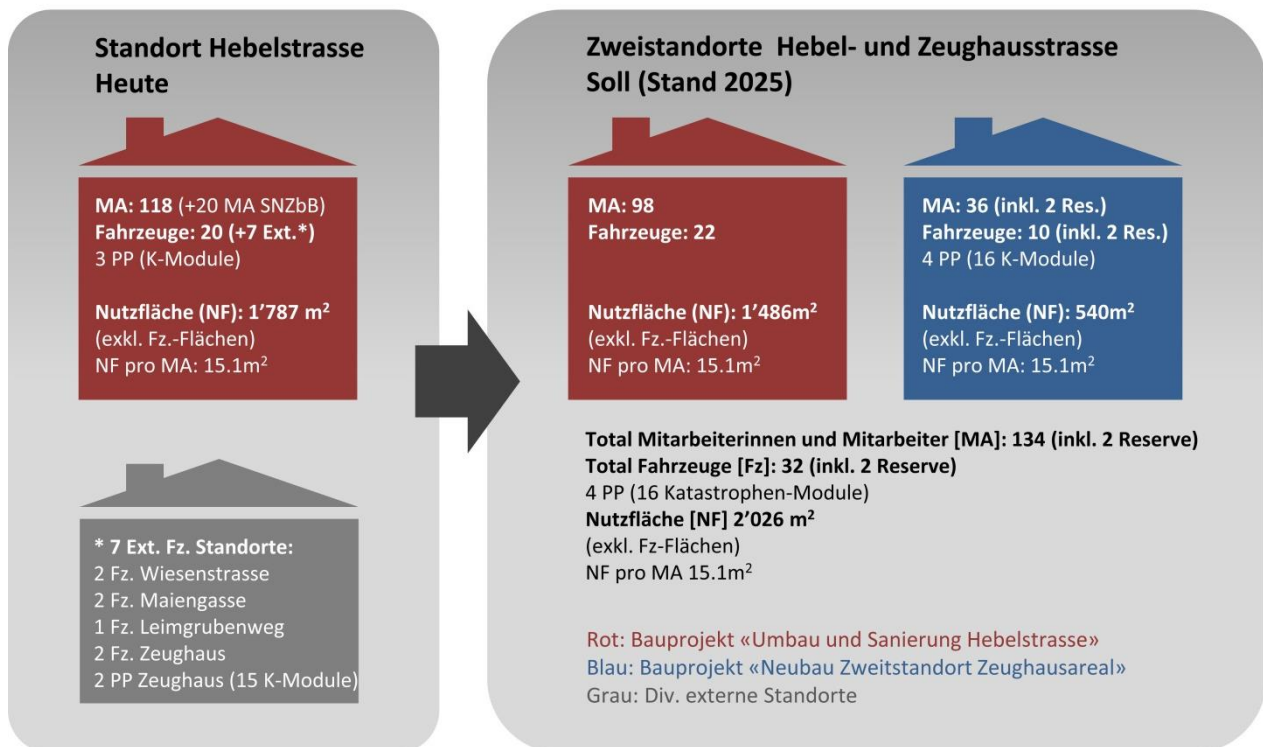 Standort Hebelstrasse
Heute
MA: 118 (+20 MA SNZbB)
Fahrzeuge: 20 (+7 Ext.*)
3 PP (K-Module)
Nutzfläche (NF): 1’787 m²
(exkl. Fz.-Flächen)
NF pro MA: 15.1m²
* 7 Ext. Fz. Standorte:
2 Fz. Wiesenstrasse
2 Fz. Maiengasse
1 Fz. Leimgrubenweg
2 Fz. Zeughaus
2 PP Zeughaus (15 K-Module)
Zweistandorte Hebel- und Zeughausstrasse
Soll (Stand 2025)
MA: 98
Fahrzeuge: 22
Nutzfläche (NF): 1’486m²
(exkl. Fz.-Flächen)
NF pro MA: 15.1m²
MA: 36 (inkl. 2 Res.)
Fahrzeuge: 10 (inkl. 2 Res.)
4 PP (16 K-Module)
Nutzfläche (NF): 540m²
(exkl. Fz.-Flächen)
NF pro MA: 15.1m²
Total Mitarbeiterinnen und Mitarbeiter [MA]: 134 (inkl. 2 Reserve)
Total Fahrzeuge [Fz]: 32 (inkl. 2 Reserve)
4 PP (16 Katastrophen-Module)
Nutzfläche [NF] 2’026 m²
(exkl. Fz-Flächen)
NF pro MA 15.1m²
Rot: Bauprojekt «Umbau und Sanierung Hebelstrasse»
Blau: Bauprojekt «Neubau Zweitstandort Zeughausareal»
Grau: Div. externe Standorte